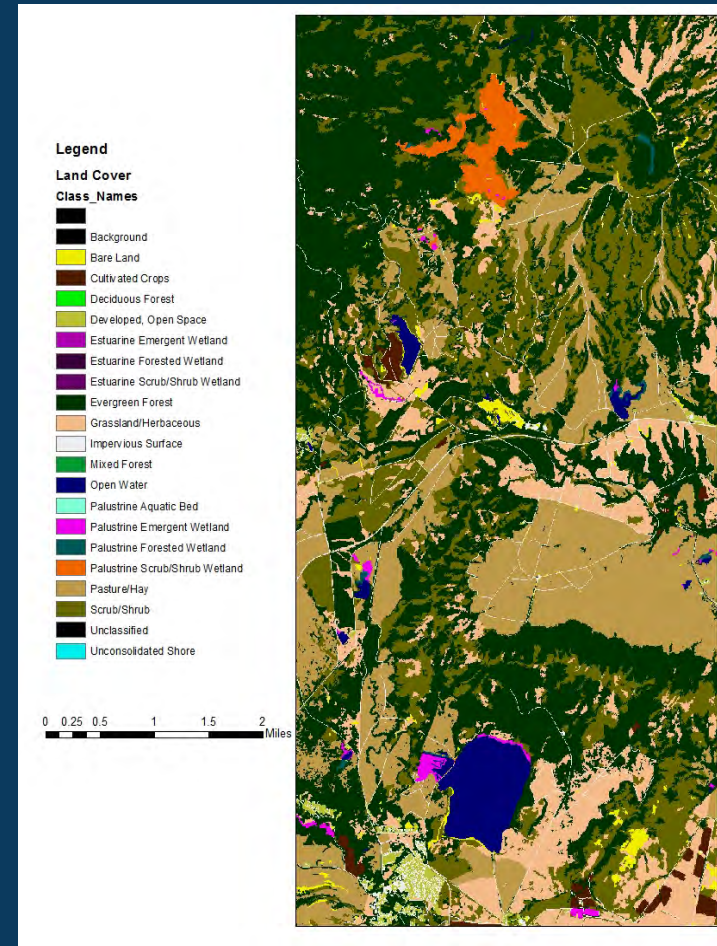 Legend
Land Cover
Class_Names
Background
Bare Land
Cultivated Crops
Deciduous Forest
Developed, Open Space
Estuarine Emergent Wetland
Estuarine Forested Wetland
Estuarine Scrub/Shrub Wetland
Evergreen Forest
Grassland/Herbaceous
Impervious Surface
Mixed Forest
Open Water
Palustrine Aquatic Bed
Palustrine Emergent Wetland
Palustrine Forested Wetland
Palustrine Scrub/Shrub Wetland
Pasture/Hay
Scrub/Shrub
Unclassified
Unconsolidated Shore
0 0.25 0.5 1 1.5 2
Miles